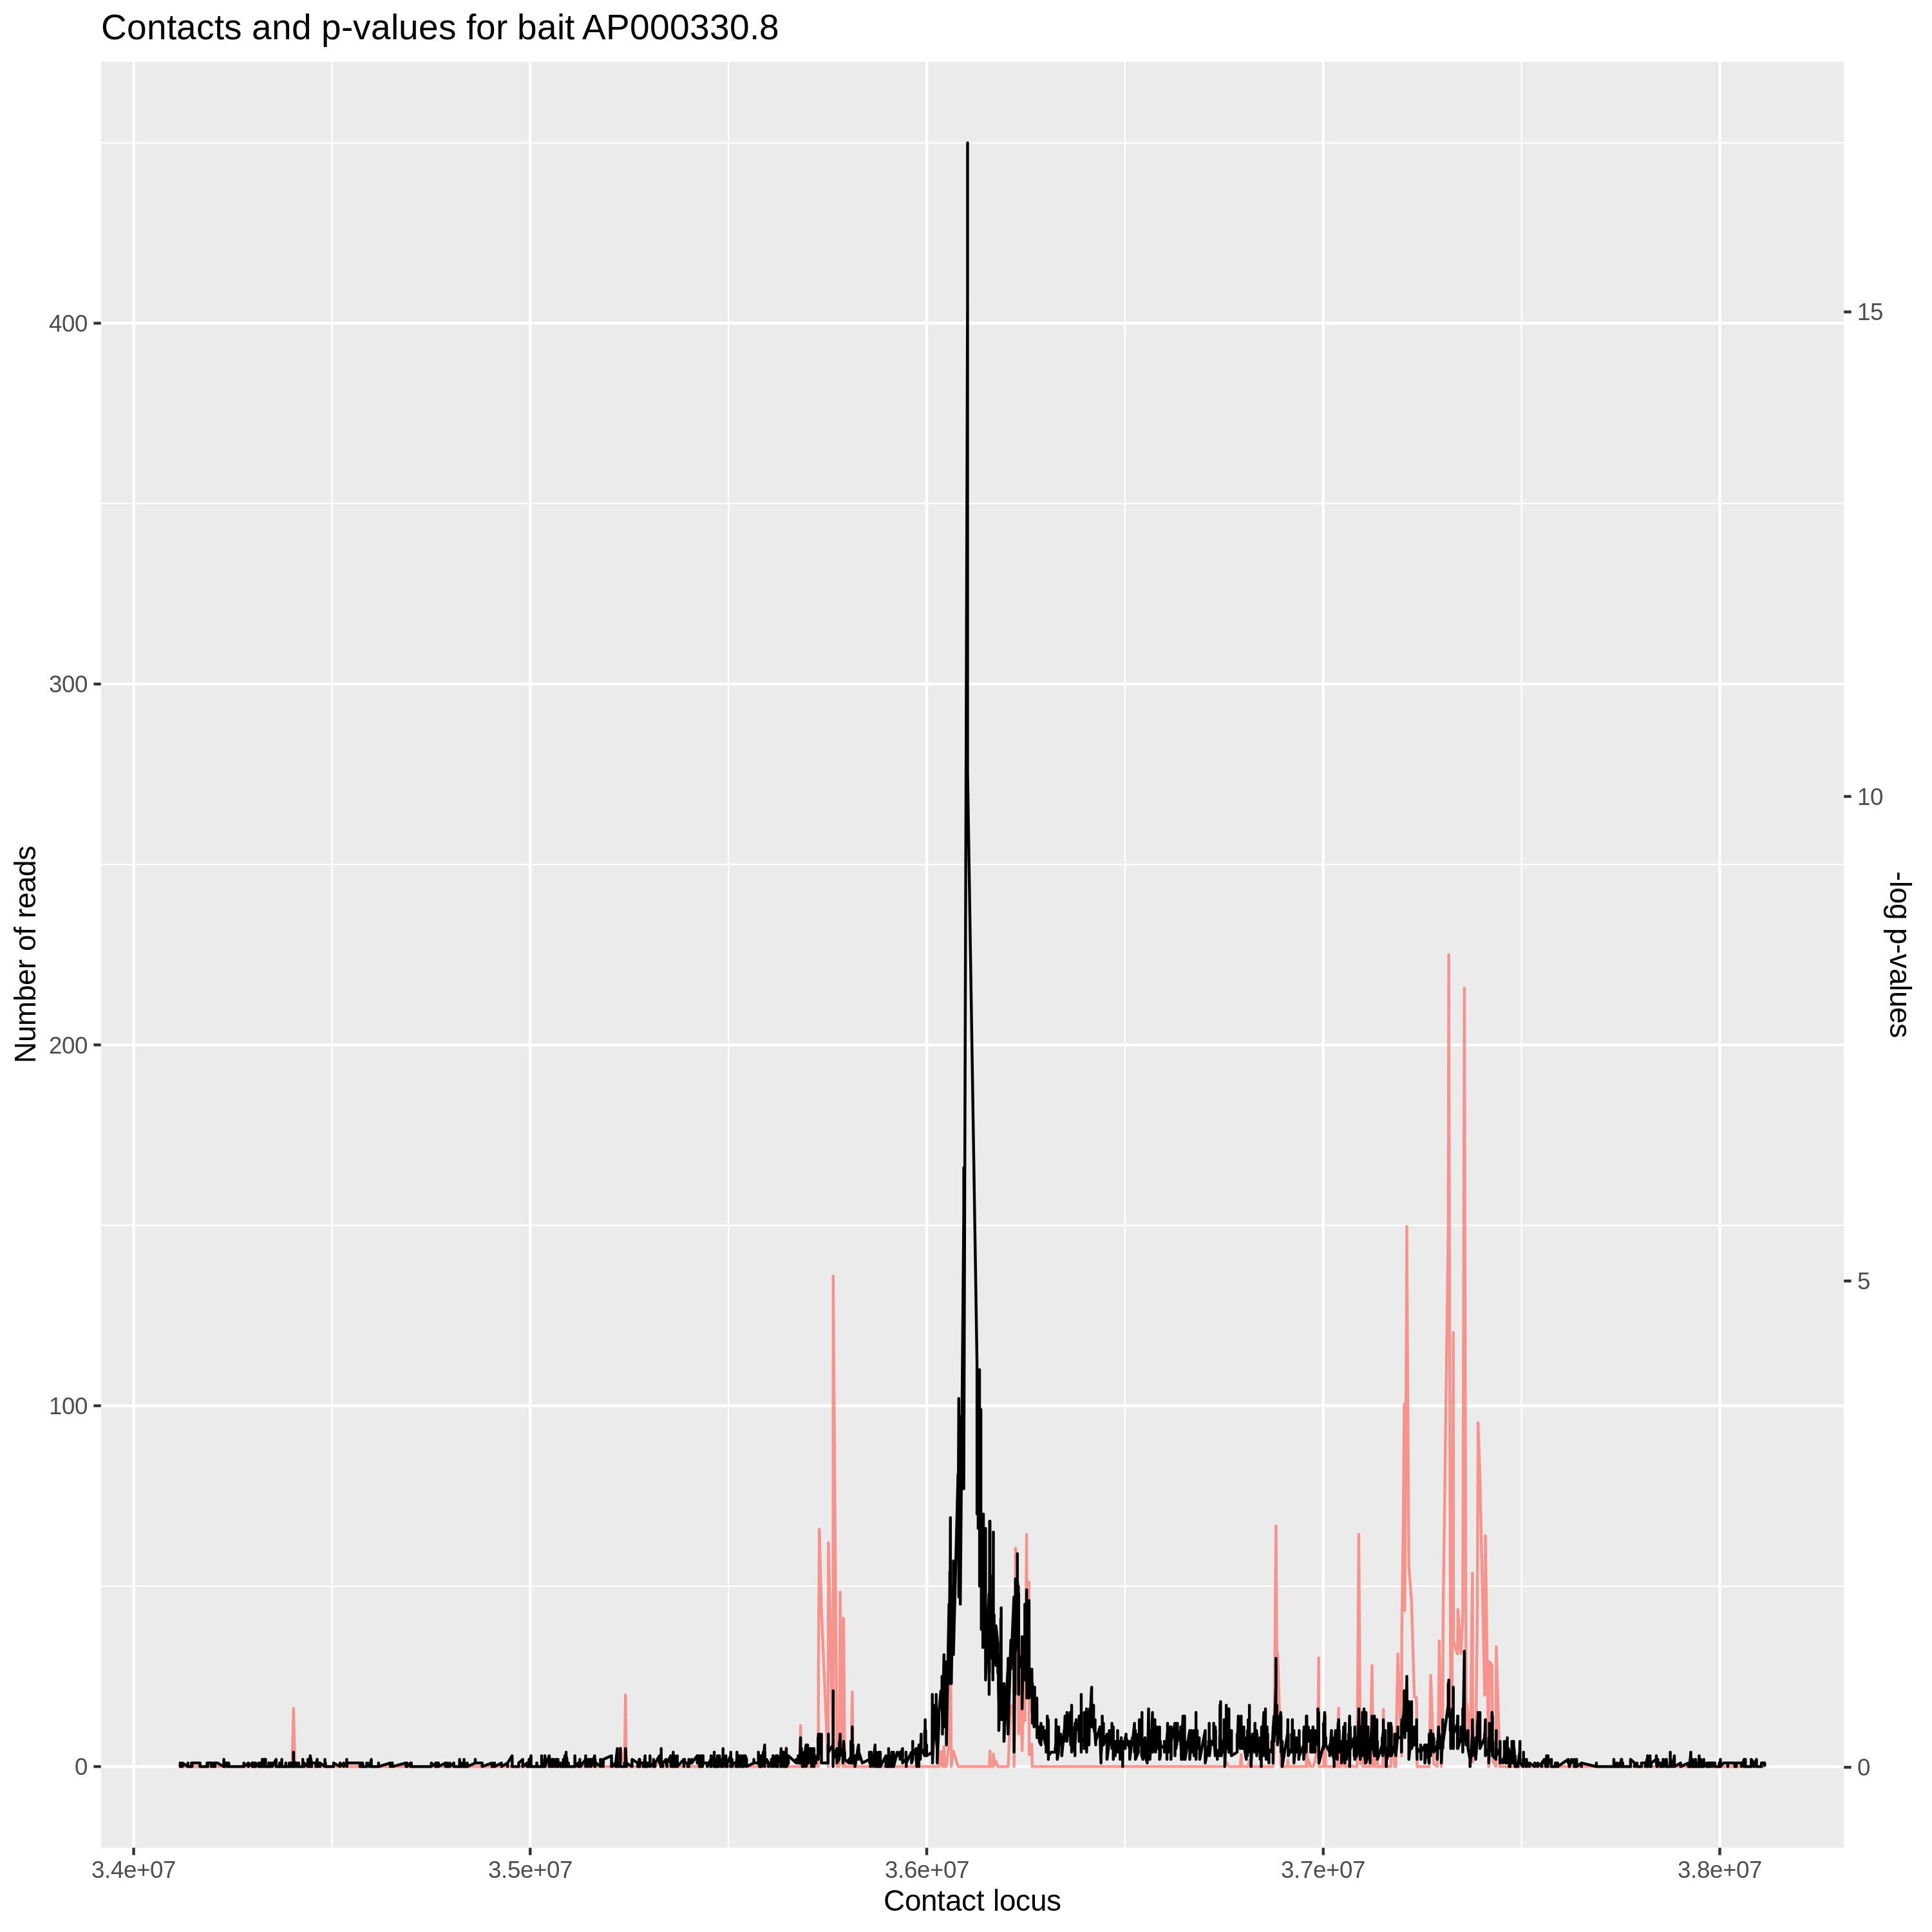 Contacts and p-values for bait AP000330.8
400
300
200
100
0
15
10
5
0
Number of reads
-log p-values
3.4e+07
3.5e+07
3.6e+07
3.7e+07
3.8e+07
Contact locus